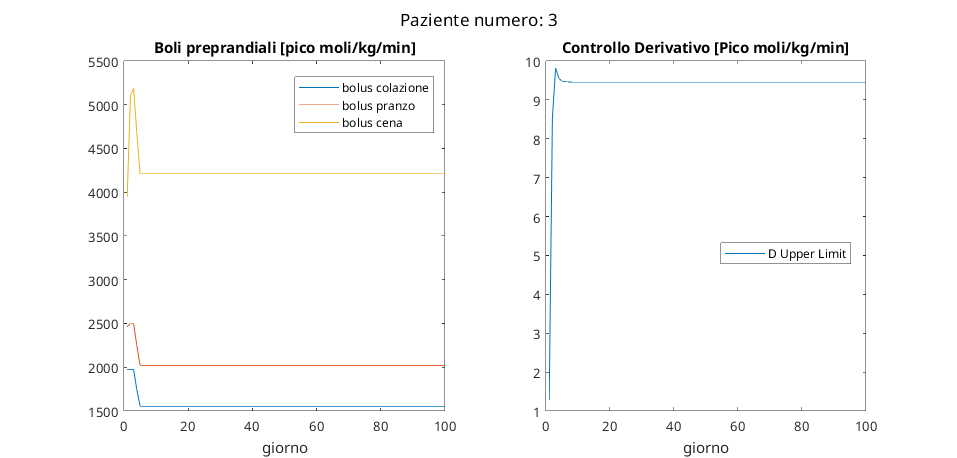 Paziente numero: 3
Boli preprandiali [pico moli/kg/min]
5500
5000
4500
4000
3500
3000
2500
2000
1500
0 20 40 60 80 100
giorno
bolus colazione
bolus pranzo
bolus cena
Controllo Derivativo [Pico moli/kg/min]
10
9
8
7
6
5
4
3
2
1
0 20 40 60 80 100
giorno
D Upper Limit